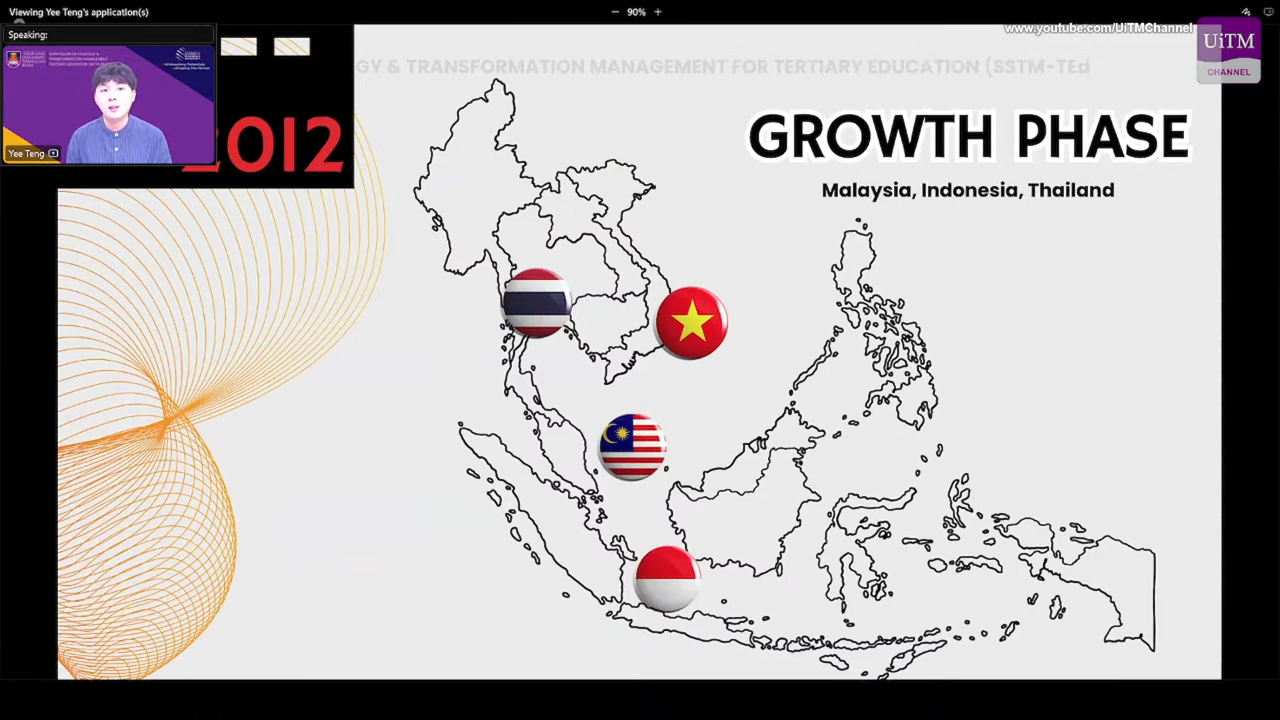 Viewing Yee Teng's application(s)
90%
Speaking:
www.youtube.com/UiTMChannel
UiTM
CHANNEL
GY & TRANSFORMATION MANAGEMENT FOR TERTIARY EDUCATION (SSTM-TEd
Yee Teng
2012
GROWTH PHASE
Malaysia, Indonesia, Thailand